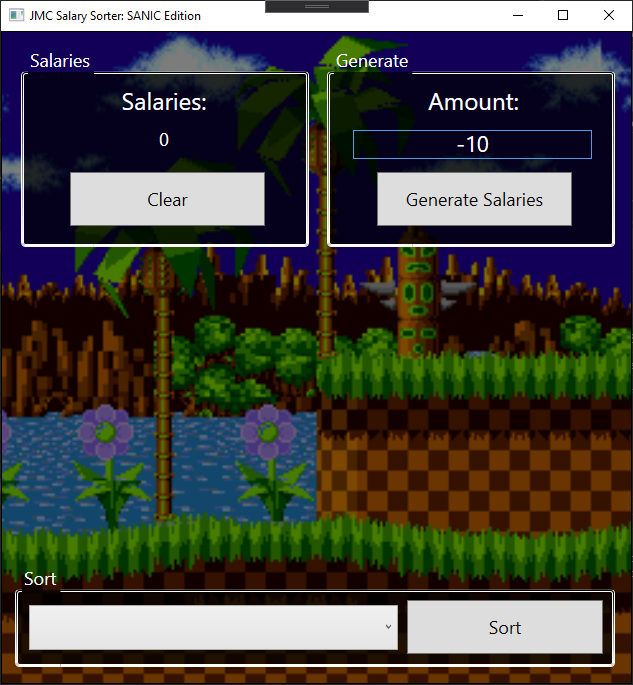 JMC Salary Sorter: SANIC Edition
Salaries
Salaries:
0
Clear
Generate
Amount:
-10
Generate Salaries
Sort
Sort